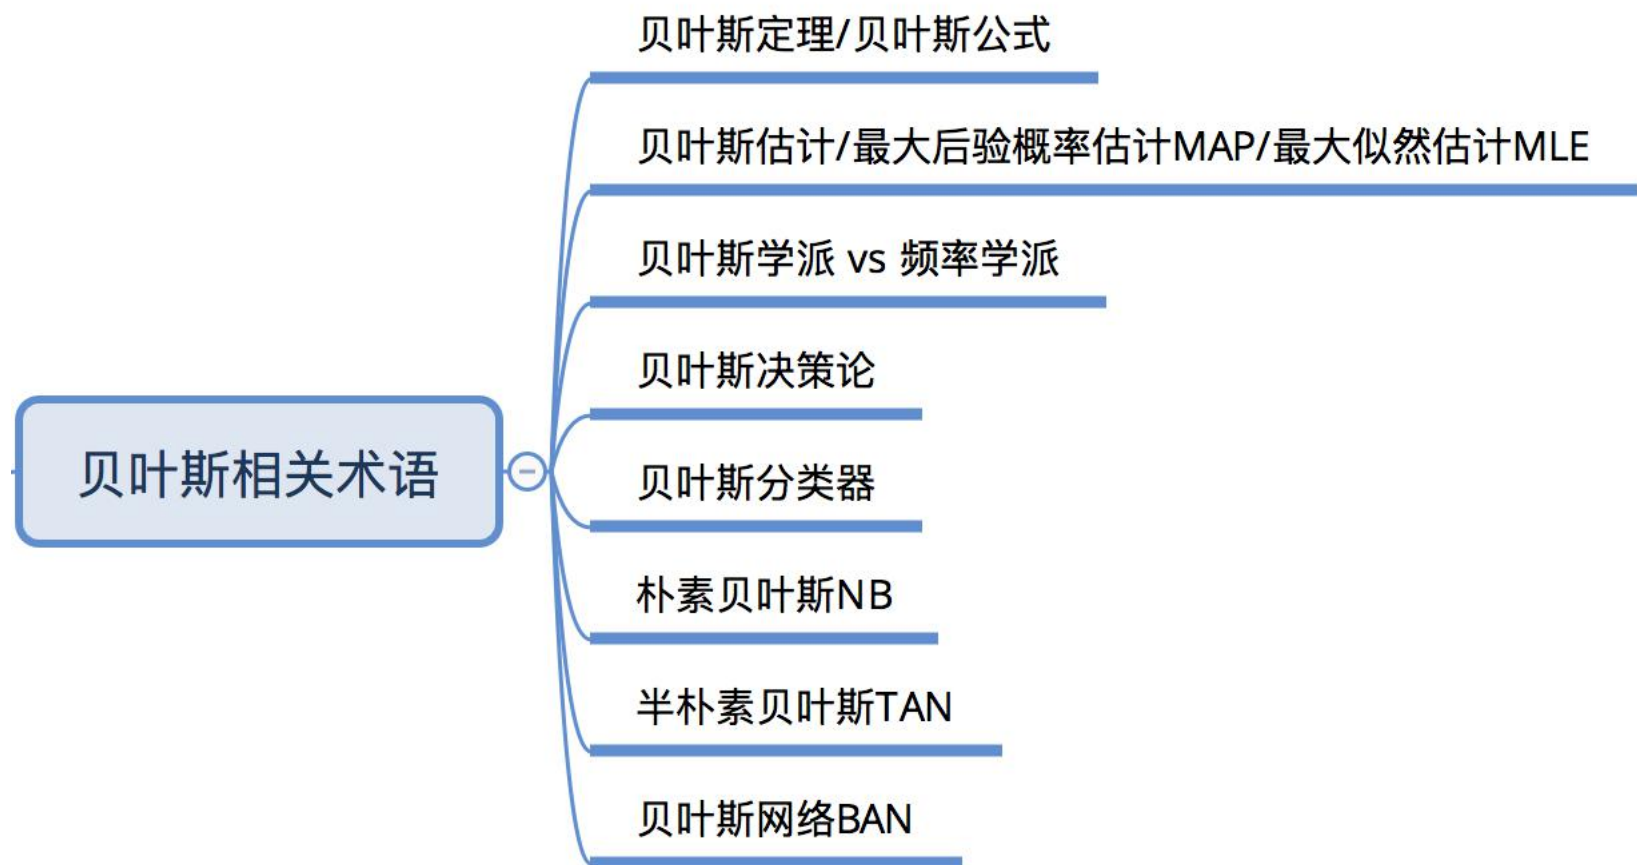 贝叶斯定理/贝叶斯公式
贝叶斯估计/最大后验概率估计MAP/最大似然估计MLE
贝叶斯学派 vs 频率学派
贝叶斯决策论
贝叶斯相关术语
贝叶斯分类器
朴素贝叶斯NB
半朴素贝叶斯TAN
贝叶斯网络BAN